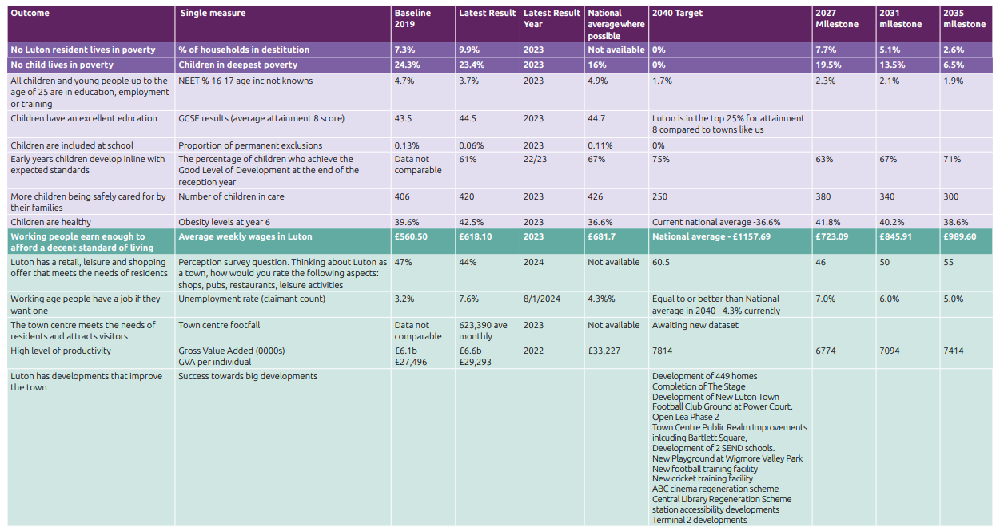 Outcome Single measure Baseline 2019 Latest Result Latest Result Year National average where possible 2040 Target 2027 Milestone 2031 milestone 2035 milestone
No Luton resident lives in poverty % of households in destitution 7.3% 9.9% 2023 Not available 0% 7.7% 5.1% 2.6%
No child lives in poverty Children in deepest poverty 24.3% 23.4% 2023 16% 0% 19.5% 13.5% 6.5%
All children and young people up to the age of 25 are in education, employment or training NEET % 16-17 age inc not knowns 4.7% 3.7% 2023 4.9% 1.7% 2.3% 2.1% 1.9%
Children have an excellent education GCSE results (average attainment 8 score) 43.5 44.5 2023 44.7 Luton is in the top 25% for attainment 8 compared to towns like us
Children are included at school Proportion of permanent exclusions 0.13% 0.06% 2023 0.11% 0%
Early years children develop inline with expected standards The percentage of children who achieve the Good Level of Development at the end of the reception year Data not comparable 61% 22/23 67% 75% 63% 67% 71%
More children being safely cared for by their families Number of children in care 406 420 2023 426 250 380 340 300
Children are healthy Obesity levels at year 6 39.6% 42.5% 2023 36.6% Current national average -36.6% 41.8% 40.2% 38.6%
Working people earn enough to afford a decent standard of living Average weekly wages in Luton £560.50 £618.10 2023 £681.7 National average - £1157.69 £723.09 £845.91 £989.60
Luton has a retail, leisure and shopping offer that meets the needs of residents Perception survey question. Thinking about Luton as a town, how would you rate the following aspects: shops, pubs, restaurants, leisure activities 47% 44% 2024 Not available 60.5 46 50 55
Working age people have a job if they want one Unemployment rate (claimant count) 3.2% 7.6% 8/1/2024 4.3%% Equal to or better than National average in 2040 - 4.3% currently 7.0% 6.0% 5.0%
The town centre meets the needs of residents and attracts visitors Town centre footfall Data not comparable 623,390 ave monthly 2023 Not available Awaiting new dataset
High level of productivity Gross Value Added (0000s) GVA per individual £6.1b £27,496 £6.6b £29,293 2022 £33,227 7814 6774 7094 7414
Luton has developments that improve the town Success towards big developments
Development of 449 homes
Completion of The Stage
Development of New Luton Town
Football Club Ground at Power Court.
Open Lea Phase 2
Town Centre Public Realm Improvements
inlcuding Bartlett Square,
Development of 2 SEND schools.
New Playground at Wigmore Valley Park
New football training facility
New cricket training facility
ABC cinema regeneration scheme
Central Library Regeneration Scheme
station accessibility developments
Terminal 2 developments